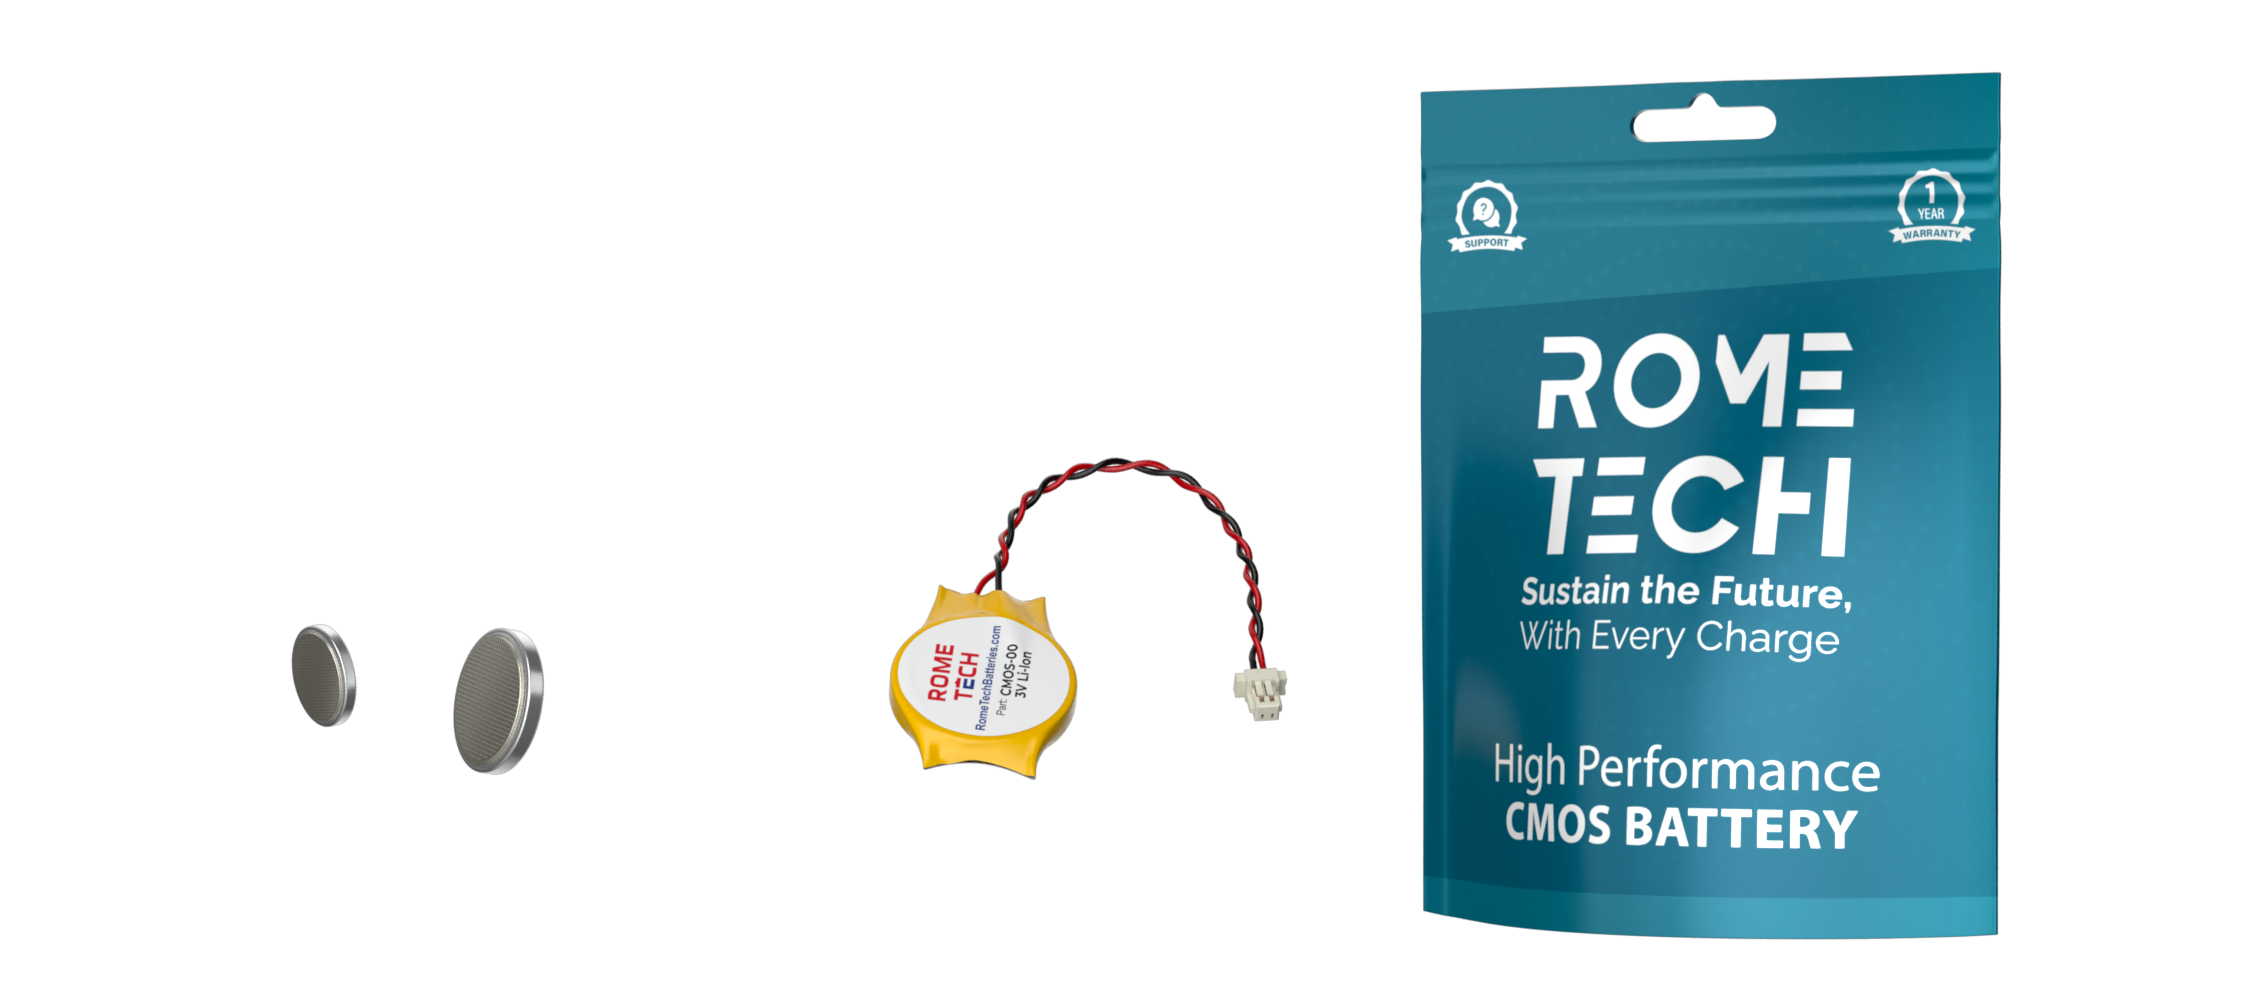 ROME
TECH
RomeTechBatteries.com
Part: CMOS-00
3V Li-Ion
?
SUPPORT
1
YEAR
WARRANTY
ROME
TECH
Sustain the Future,
With Every Charge
High Performance
CMOS BATTERY